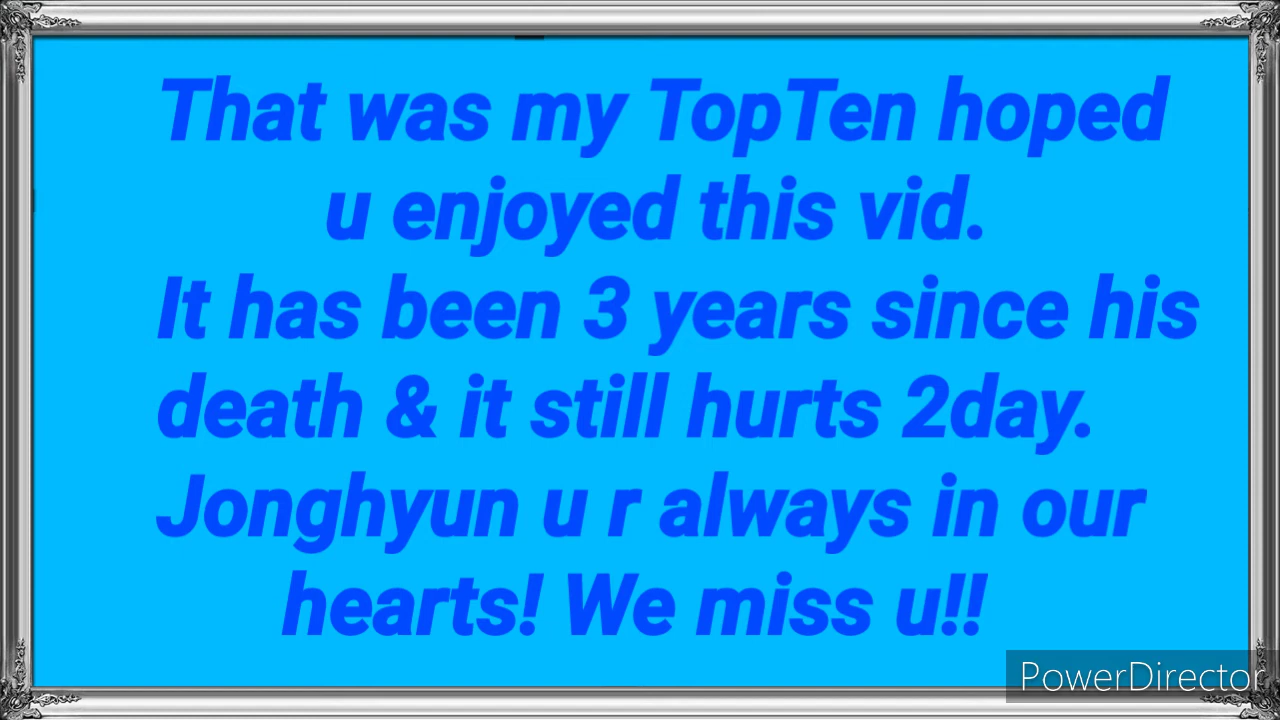 That was my TopTen hoped
u enjoyed this vid.
It has been 3 years since his
death & it still hurts 2day.
Jonghyun u r always in our
hearts! We miss u!!
PowerDirector